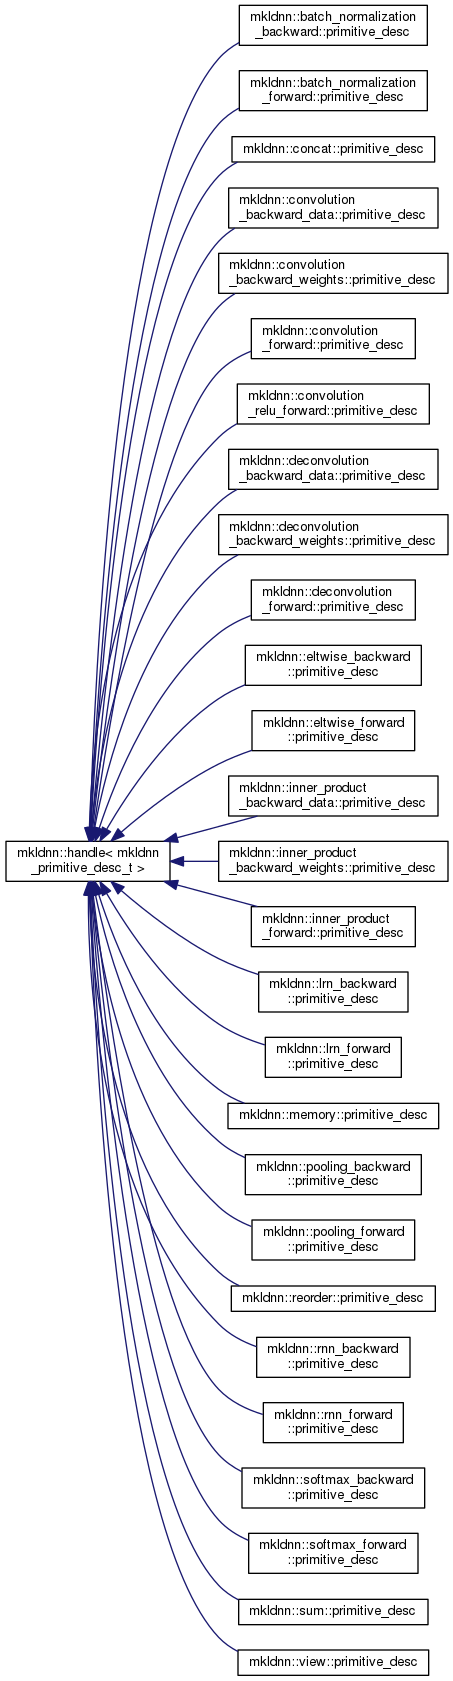 mkldnn::batch_normalization
_backward::primitive_desc
mkldnn::batch_normalization
_forward::primitive_desc
mkldnn::concat::primitive_desc
mkldnn::convolution
_backward_data::primitive_desc
mkldnn::convolution
_backward_weights::primitive_desc
mkldnn::convolution
_forward::primitive_desc
mkldnn::convolution
_relu_forward::primitive_desc
mkldnn::deconvolution
_backward_data::primitive_desc
mkldnn::deconvolution
_backward_weights::primitive_desc
mkldnn::deconvolution
_forward::primitive_desc
mkldnn::eltwise_backward
::primitive_desc
mkldnn::eltwise_forward
::primitive_desc
mkldnn::inner_product
_backward_data::primitive_desc
mkldnn::handle< mkldnn
_primitive_desc_t >
mkldnn::inner_product
_backward_weights::primitive_desc
mkldnn::inner_product
_forward::primitive_desc
mkldnn::lrn_backward
::primitive_desc
mkldnn::lrn_forward
::primitive_desc
mkldnn::memory::primitive_desc
mkldnn::pooling_backward
::primitive_desc
mkldnn::pooling_forward
::primitive_desc
mkldnn::reorder::primitive_desc
mkldnn::rnn_backward
::primitive_desc
mkldnn::rnn_forward
::primitive_desc
mkldnn::softmax_backward
::primitive_desc
mkldnn::softmax_forward
::primitive_desc
mkldnn::sum::primitive_desc
mkldnn::view::primitive_desc